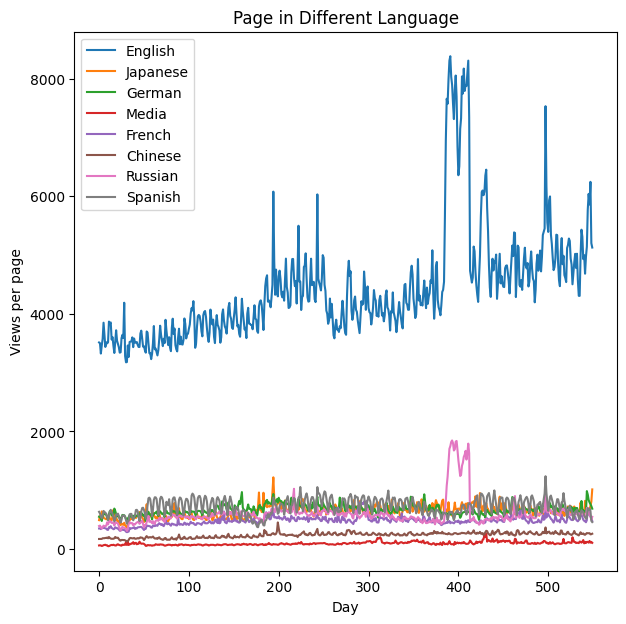 Page in Different Language
English
Japanese
German
Media
French
Chinese
Russian
Spanish
Views per page
8000
6000
4000
2000
0
0 100 200 300 400 500
Day